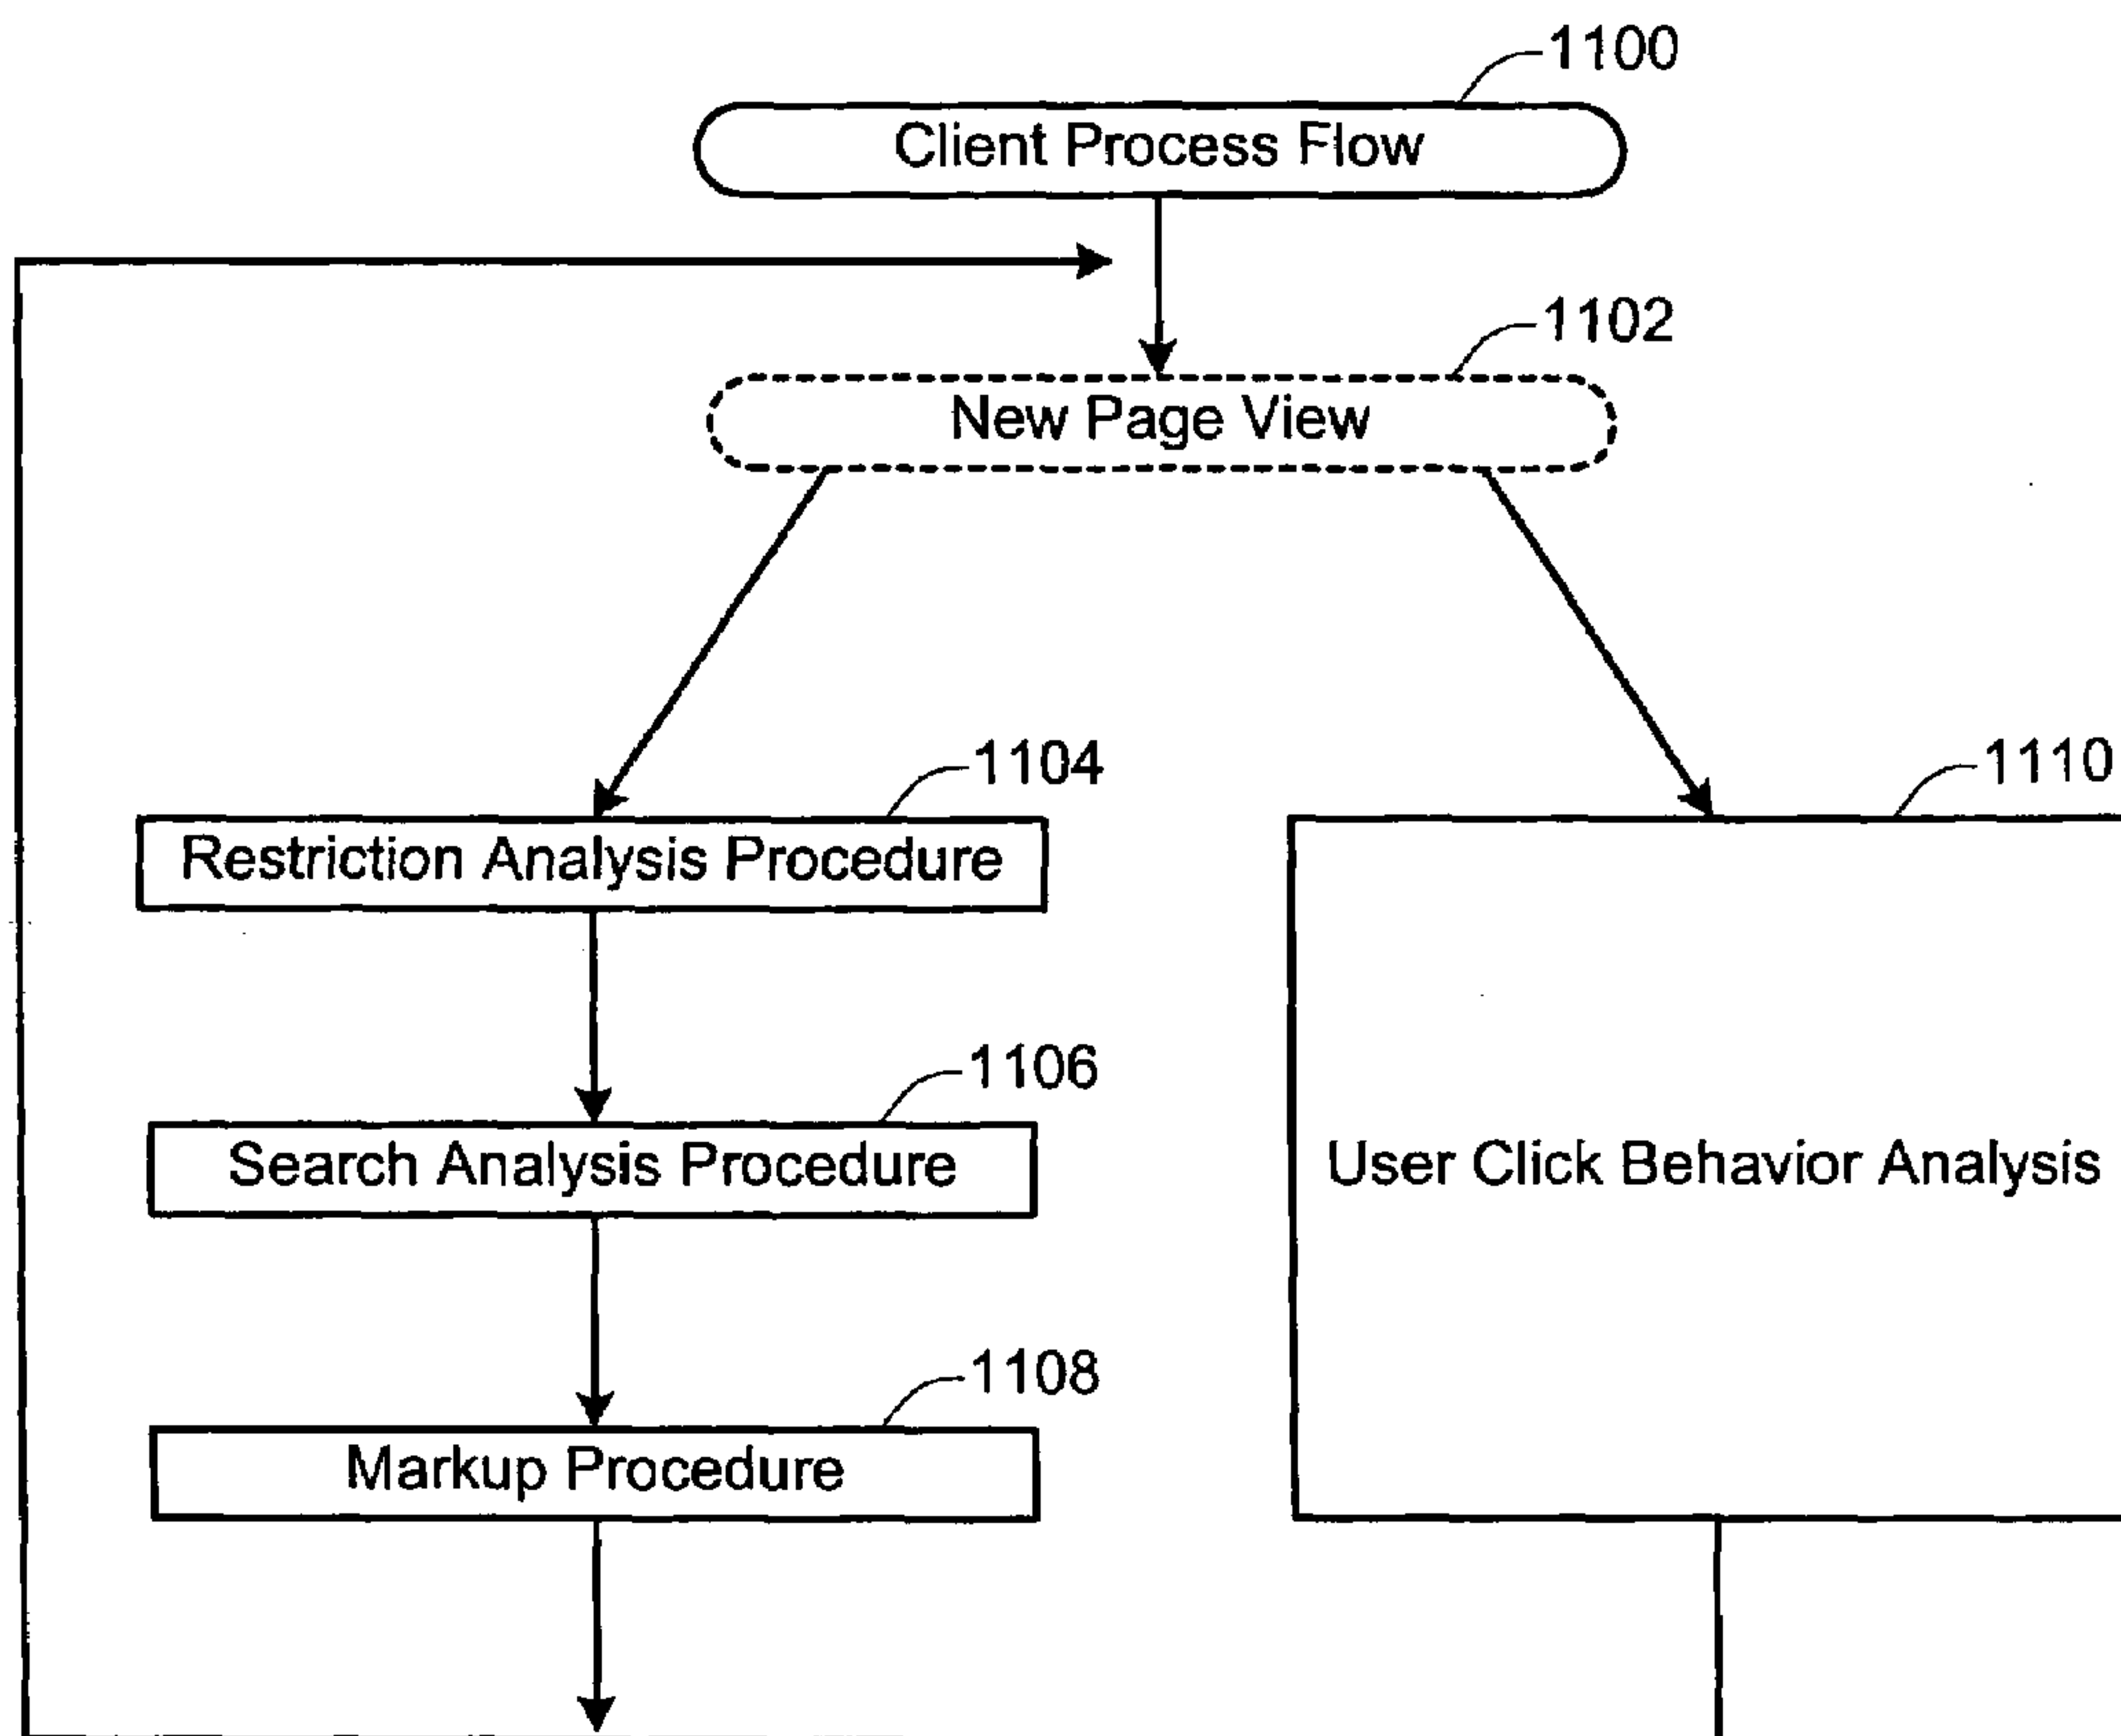 1100
Client Process Flow
1102
New Page View
1104
Restriction Analysis Procedure
1106
Search Analysis Procedure
1108
Markup Procedure
1110
User Click Behavior Analysis